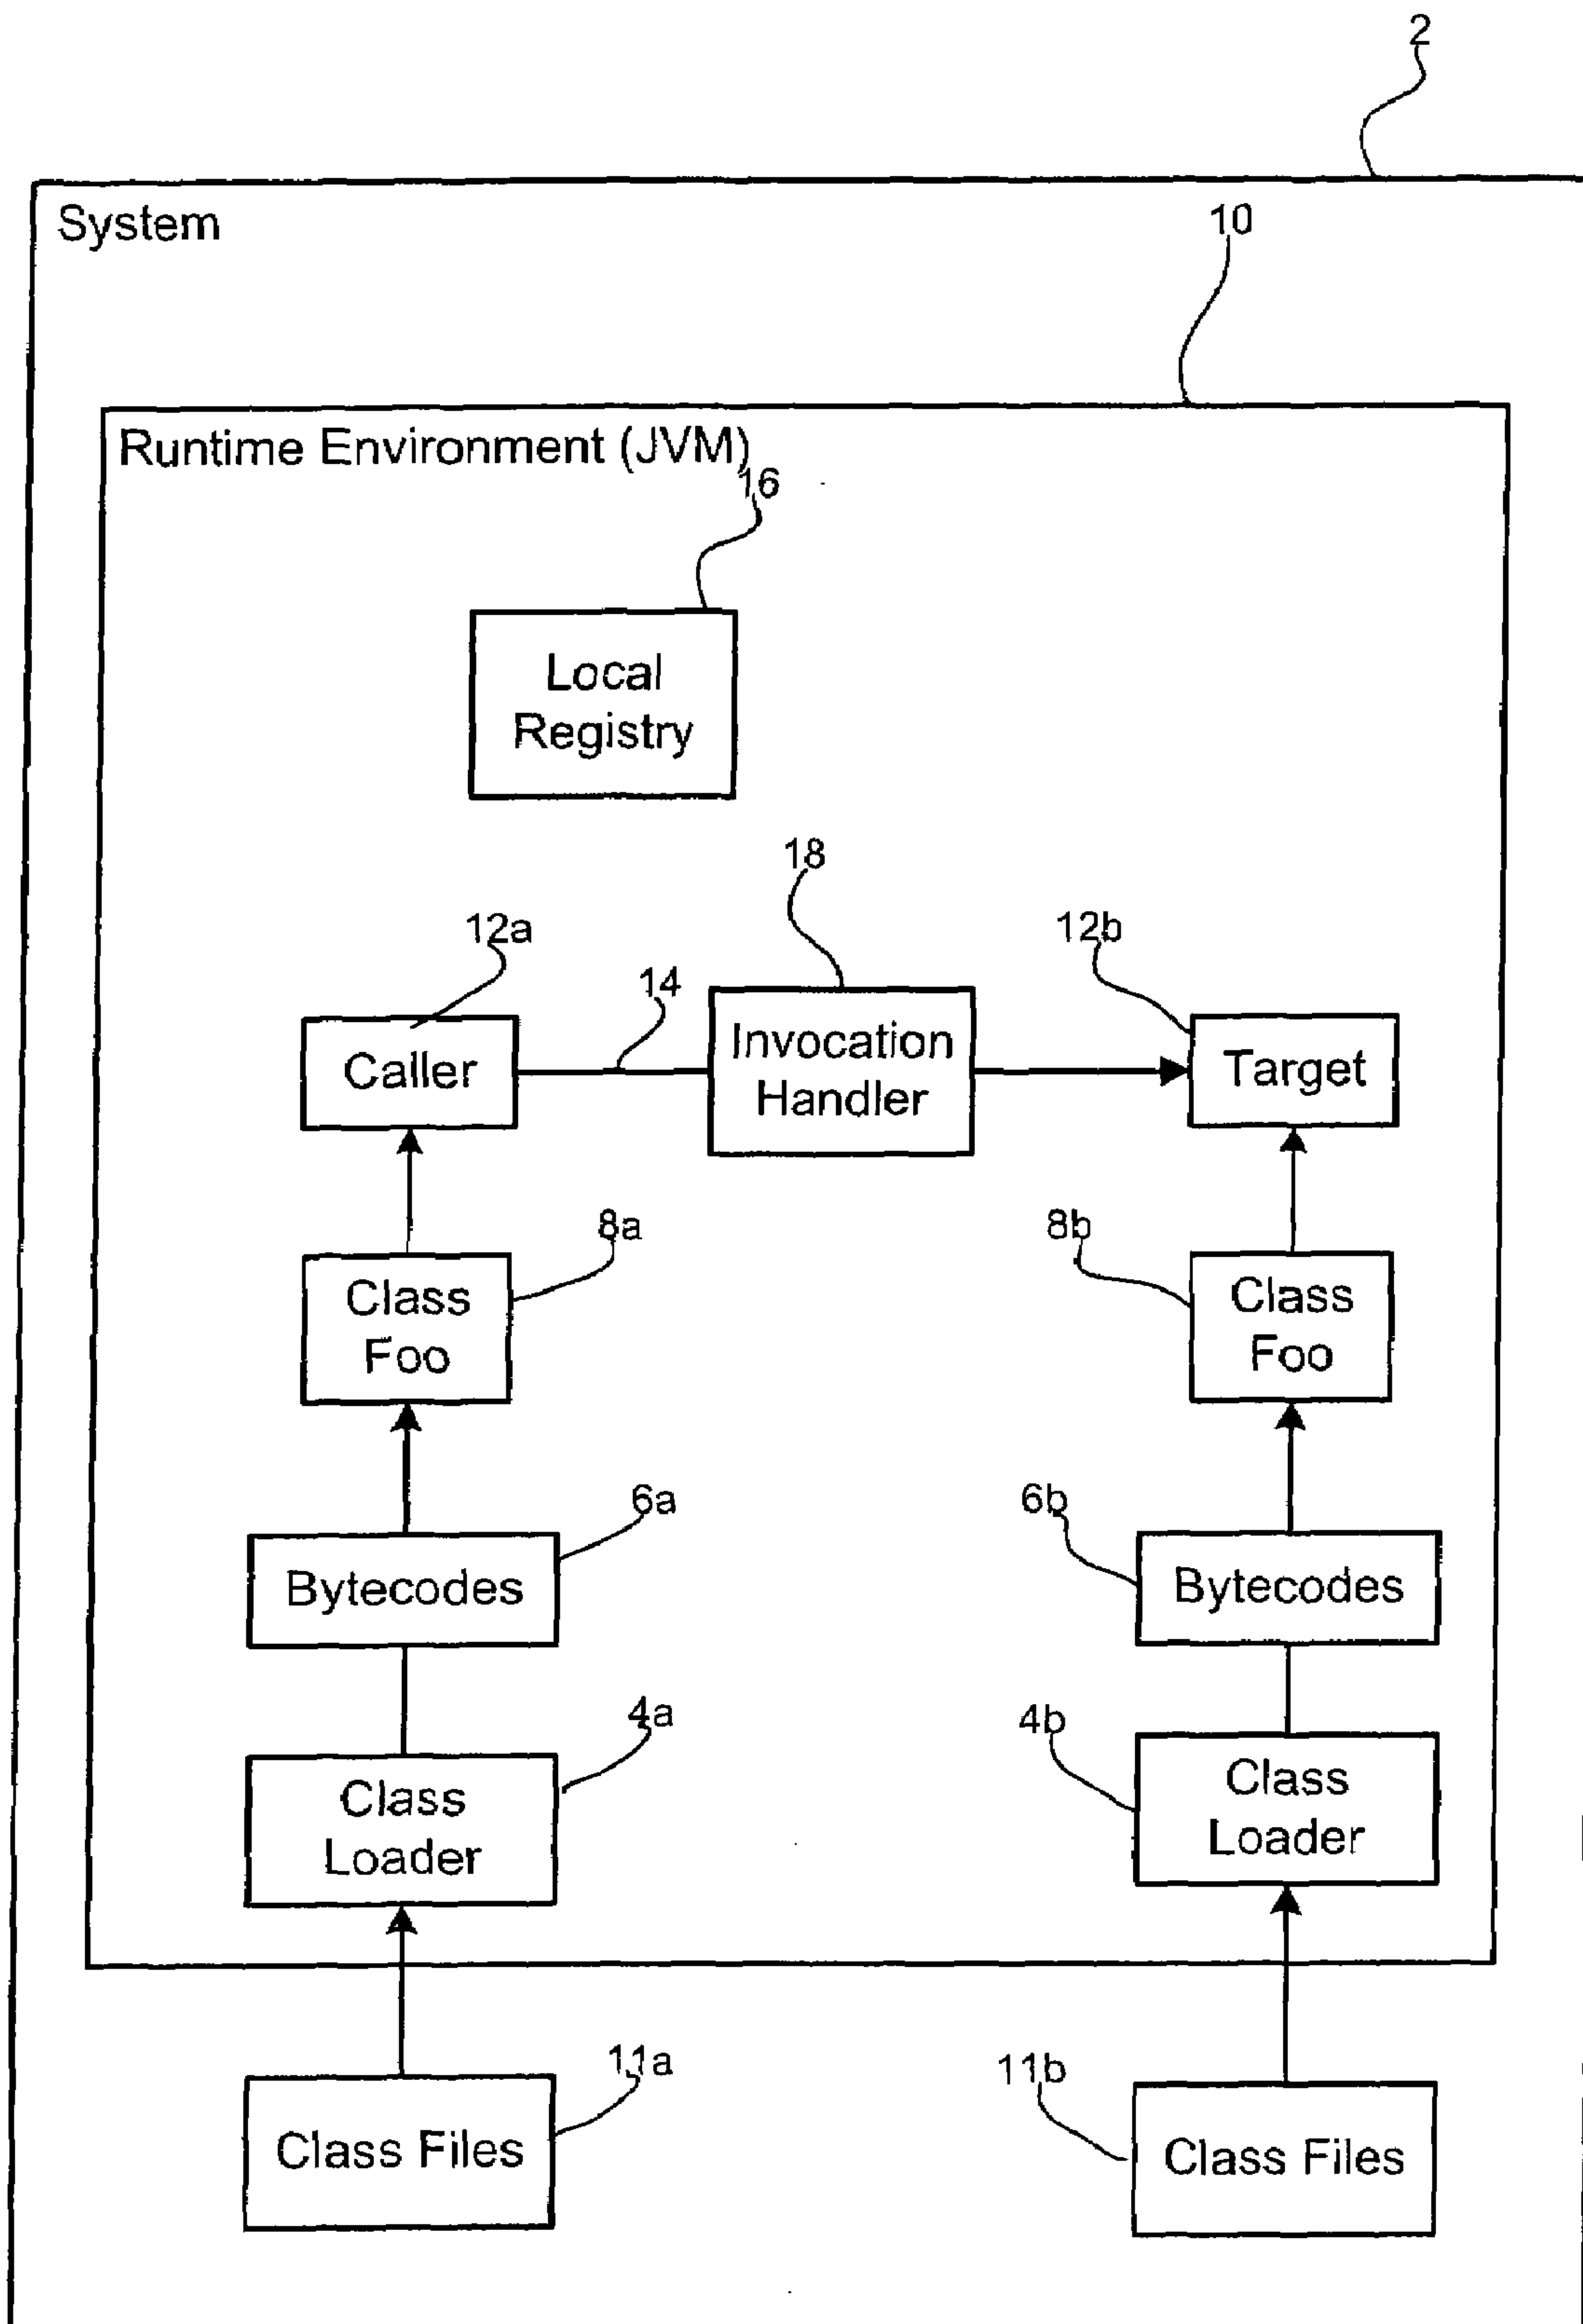 2
System
10
Runtime Environment (JVM)
16
Local
Registry
18
12a
12b
14
Invocation
Handler
Caller
Target
8a
8b
Class
Foo
Class
Foo
6a
6b
Bytecodes
Bytecodes
4a
4b
Class
Loader
Class
Loader
11a
11b
Class Files
Class Files